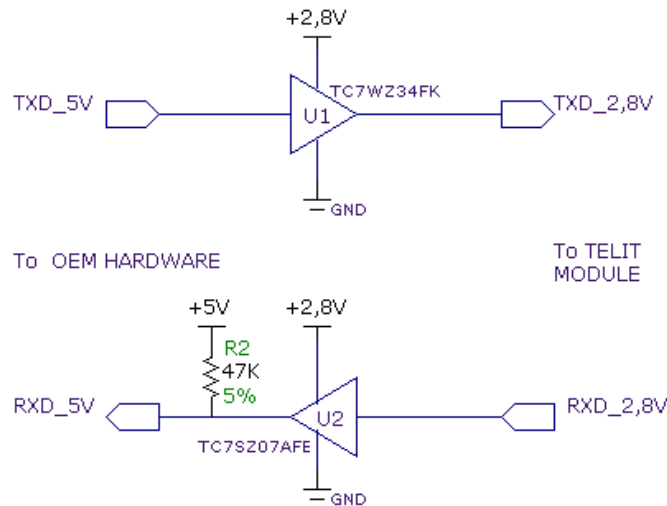 +2,8V
TXD_5V
TC7WZ34FK
TXD_2,8V
U1
GND
To OEM HARDWARE
To TELIT
MODULE
+5V
+2,8V
R2
47K
5%
RXD_5V
U2
RXD_2,8V
TC7SZ07AFE
GND